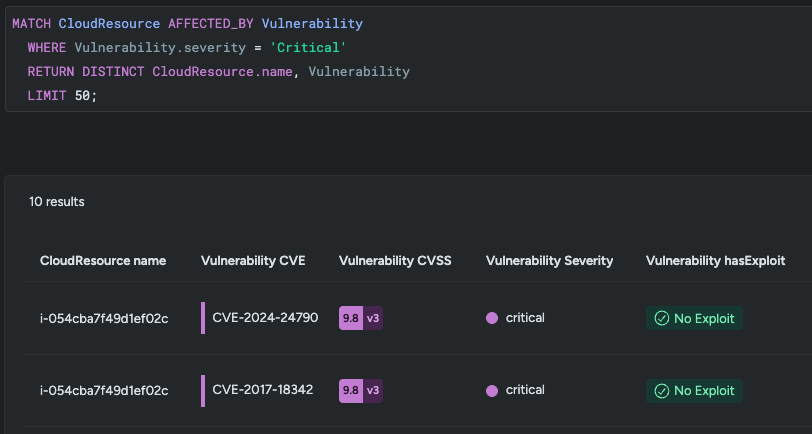 MATCH CloudResource AFFECTED_BY Vulnerability
WHERE Vulnerability.severity = 'Critical'
RETURN DISTINCT CloudResource.name, Vulnerability
LIMIT 50;
10 results
CloudResource name Vulnerability CVE Vulnerability CVSS Vulnerability Severity Vulnerability hasExploit
i-054cba7f49d1ef02c CVE-2024-24790 9.8 v3 critical No Exploit
i-054cba7f49d1ef02c CVE-2017-18342 9.8 v3 critical No Exploit